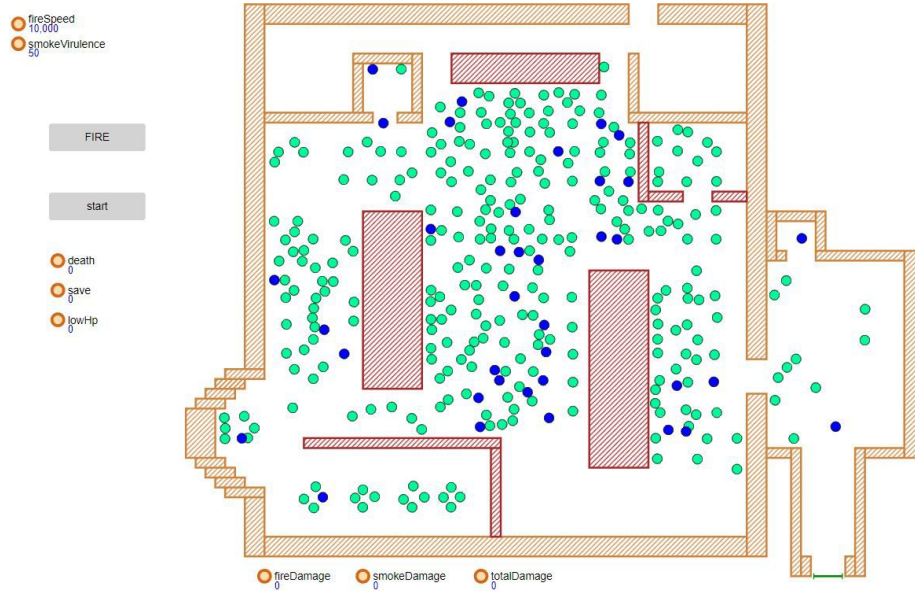 fireSpeed
10,000
smokeVirulence
50
FIRE
start
death
0
save
0
lowHp
0
fireDamage
0
smokeDamage
0
totalDamage
0